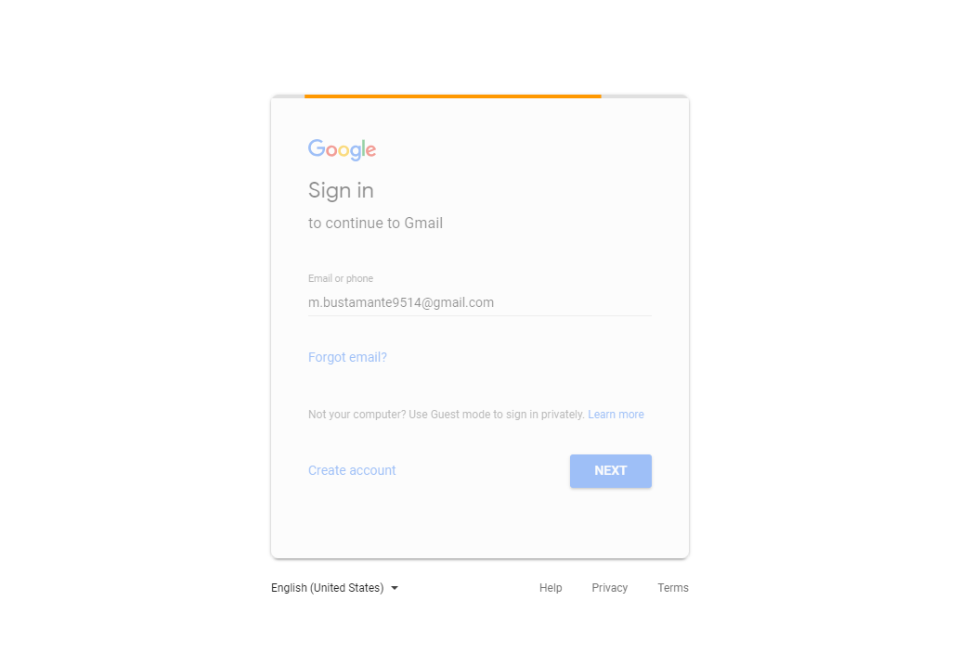 Google
Sign in
to continue to Gmail
Email or phone
m.bustamante9514@gmail.com
Forgot email?
Not your computer? Use Guest mode to sign in privately. Learn more
Create account
NEXT
English (United States)
Help Privacy Terms